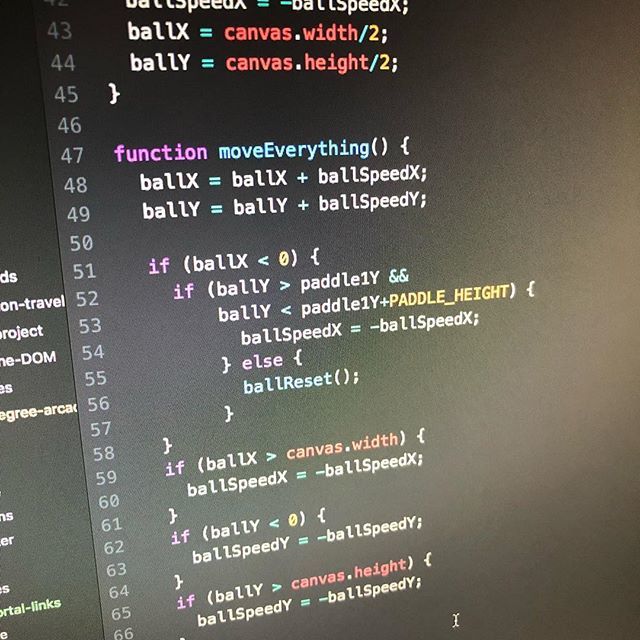 42 ballSpeedX = -ballSpeedX;
43 ballX = canvas.width/2;
44 ballY = canvas.height/2;
45 }
46
47 function moveEverything() {
48 ballX = ballX + ballSpeedX;
49 ballY = ballY + ballSpeedY;
50
51 if (ballX < 0) {
52 if (ballY > paddle1Y &&
53 ballY < paddle1Y+PADDLE_HEIGHT) {
54 ballSpeedX = -ballSpeedX;
55 } else {
56 ballReset();
57 }
58 }
59 if (ballX > canvas.width) {
60 ballSpeedX = -ballSpeedX;
61 }
62 if (ballY < 0) {
63 ballSpeedY = -ballSpeedY;
64 }
65 if (ballY > canvas.height) {
66 ballSpeedY = -ballSpeedY;
ds
on-travel
project
ne-DOM
es
egree-arcad
ns
er
es
ortal-links
e